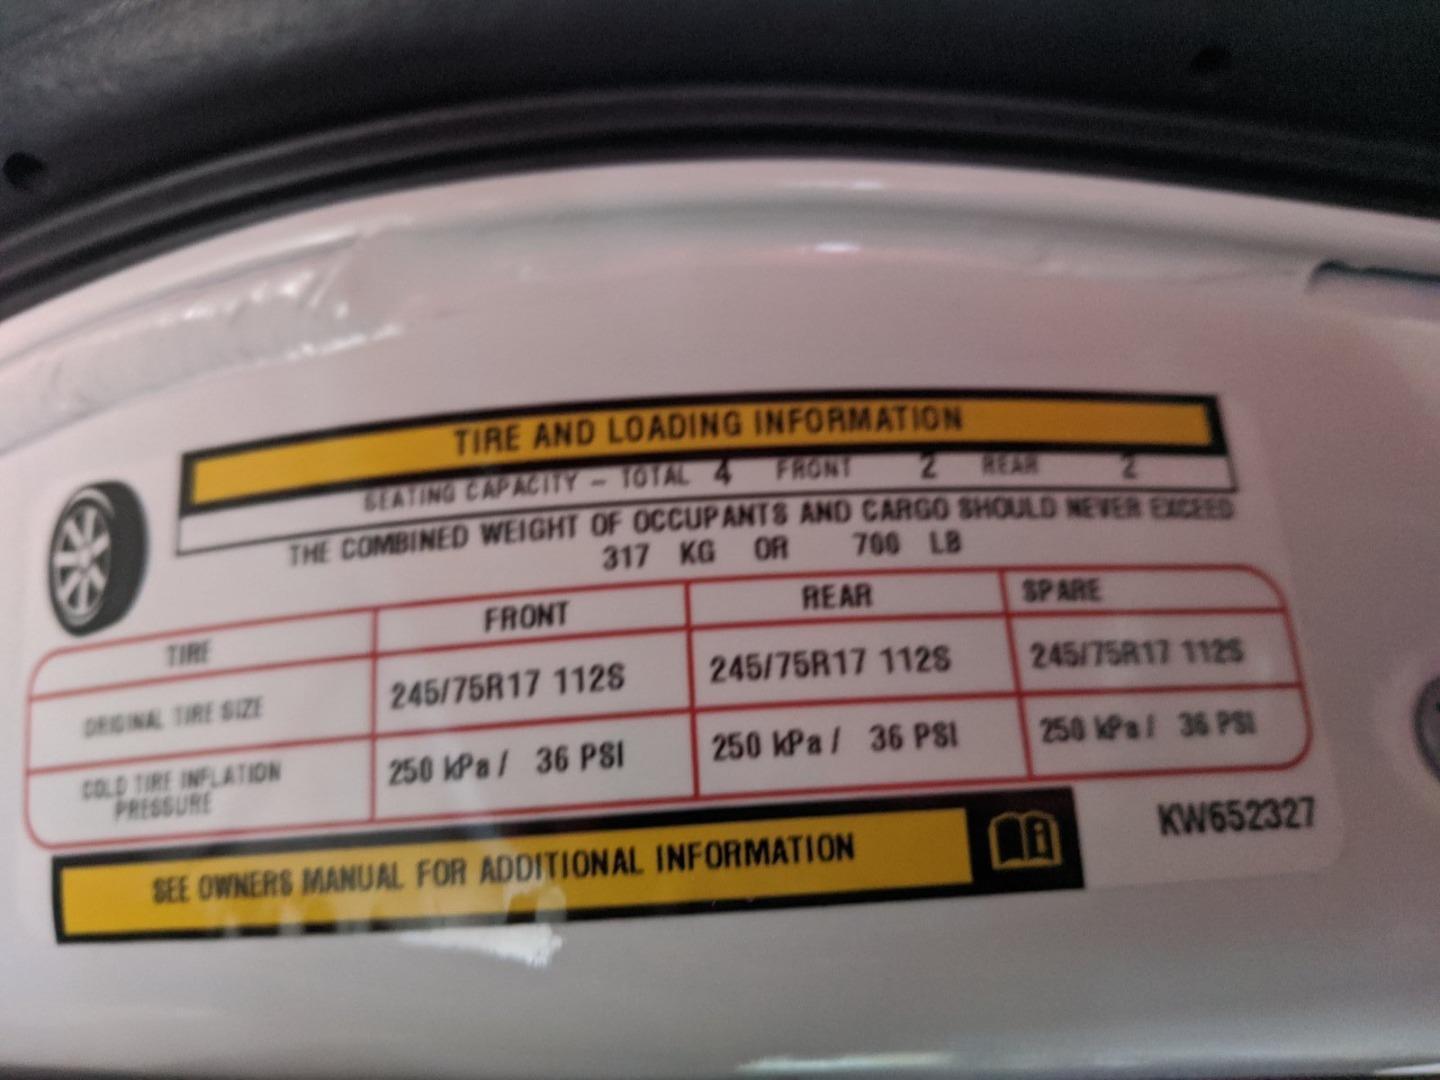 TIRE AND LOADING INFORMATION
SEATING CAPACITY - TOTAL 4 FRONT 2 REAR 2
THE COMBINED WEIGHT OF OCCUPANTS AND CARGO SHOULD NEVER EXCEED
317 KG OR 700 LB
TIRE FRONT REAR SPARE
ORIGINAL TIRE SIZE 245/75R17 112S 245/75R17 112S 245/75R17 112S
COLD TIRE INFLATION PRESSURE 250 kPa / 36 PSI 250 kPa / 36 PSI 250 kPa / 36 PSI
SEE OWNERS MANUAL FOR ADDITIONAL INFORMATION
KW652327